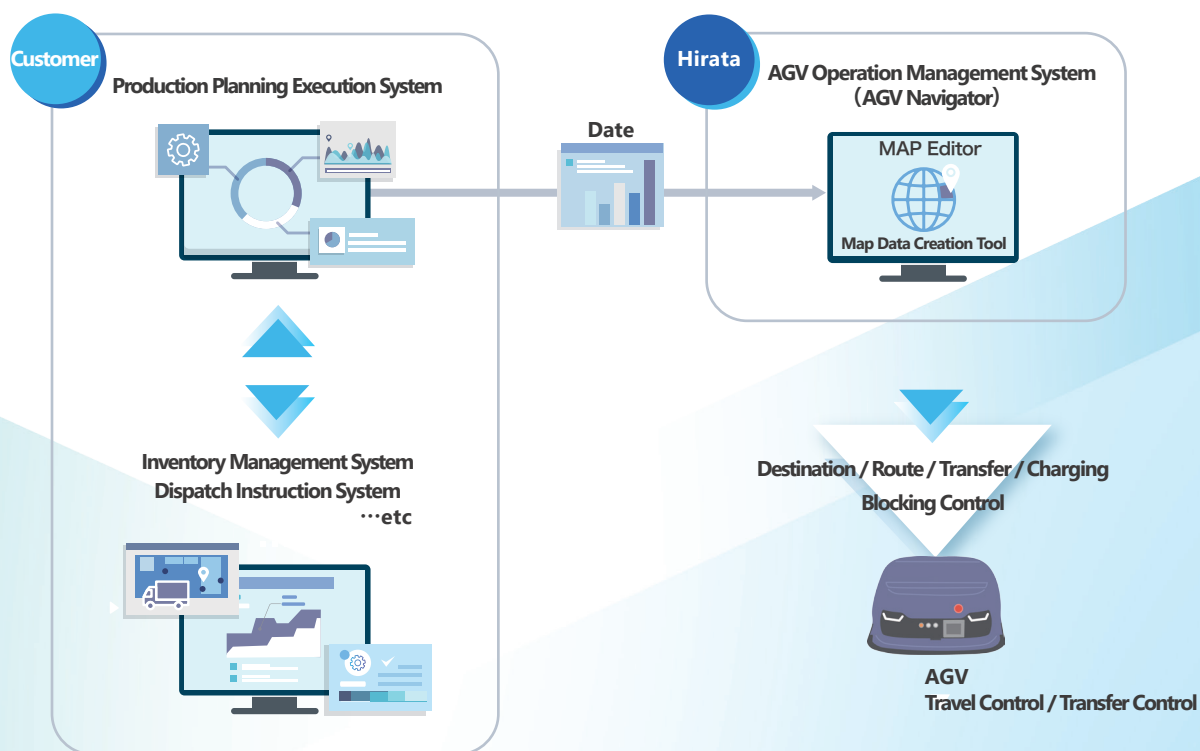 Customer
Production Planning Execution System
Date
Hirata
AGV Operation Management System
（AGV Navigator）
MAP Editor
Map Data Creation Tool
Inventory Management System
Dispatch Instruction System
…etc
Destination / Route / Transfer / Charging
Blocking Control
AGV
Travel Control / Transfer Control